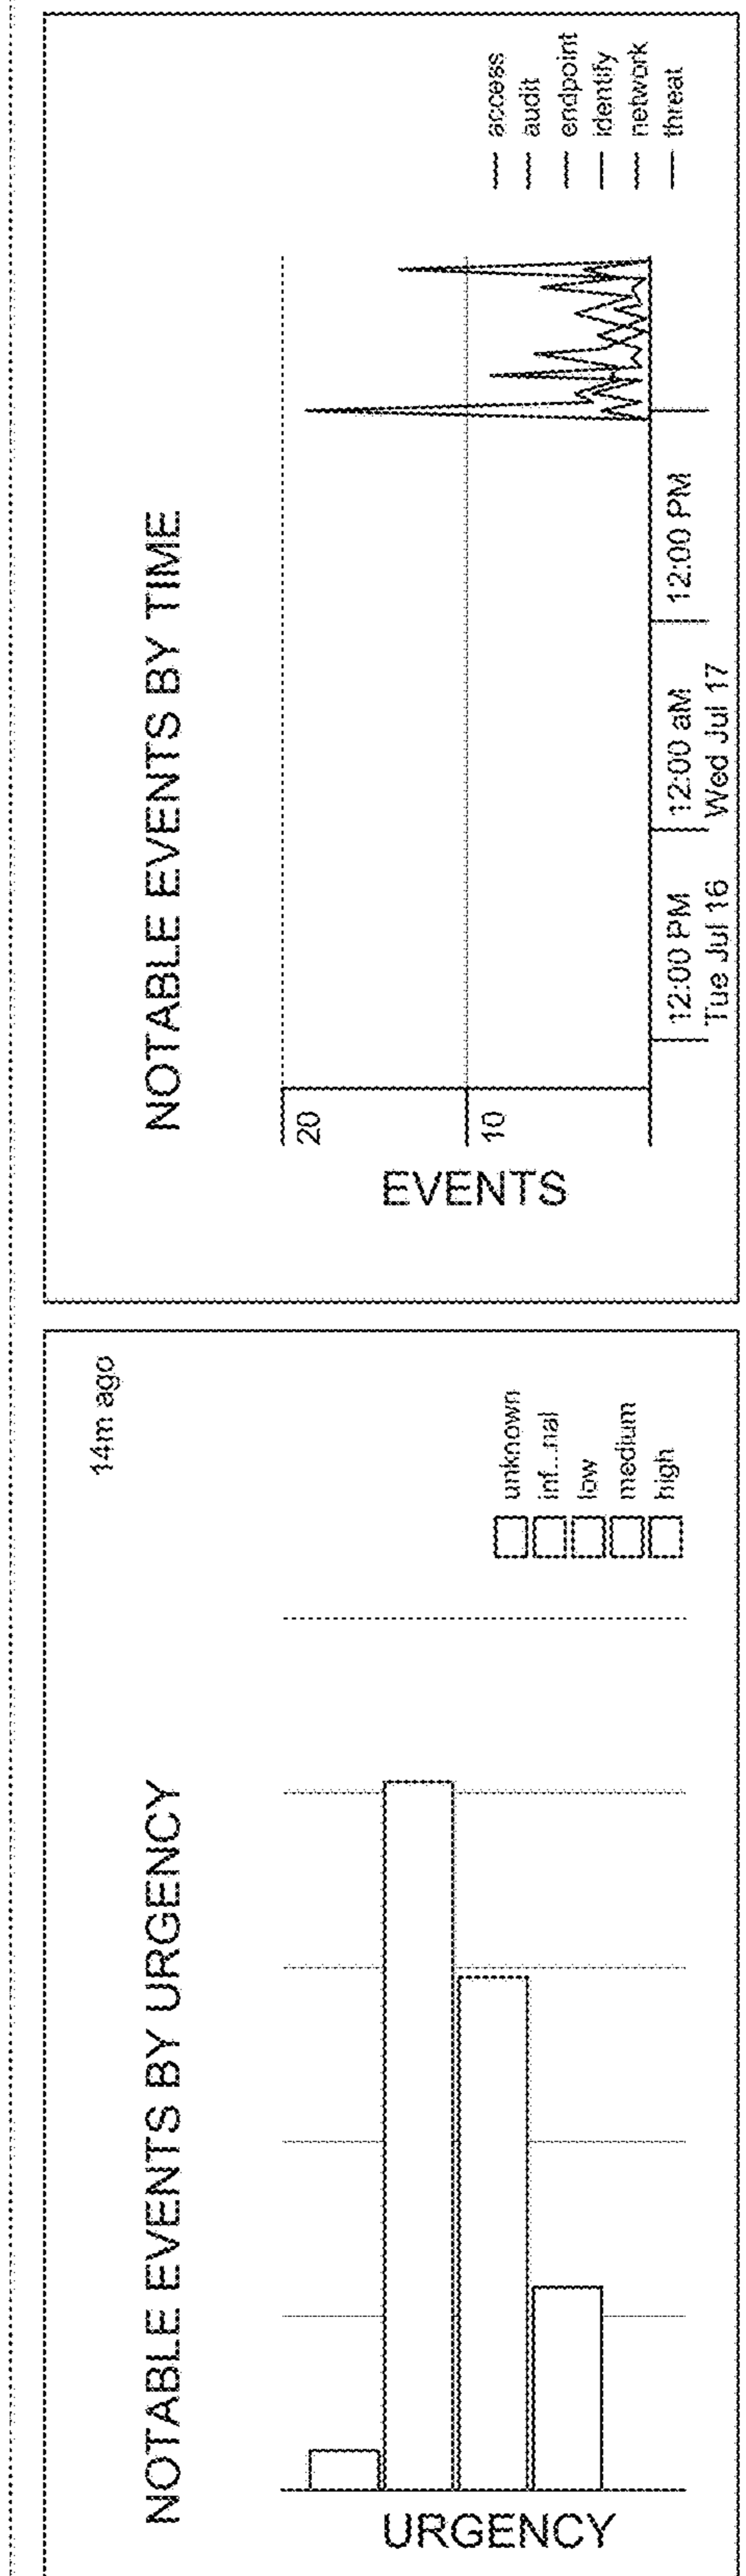 NOTABLE EVENTS BY URGENCY
14m ago
URGENCY
unknown
inf...nal
low
medium
high
NOTABLE EVENTS BY TIME
EVENTS
20
10
12:00 PM
Tue Jul 16
12:00 aM
Wed Jul 17
12:00 PM
access
audit
endpoint
identify
network
threat